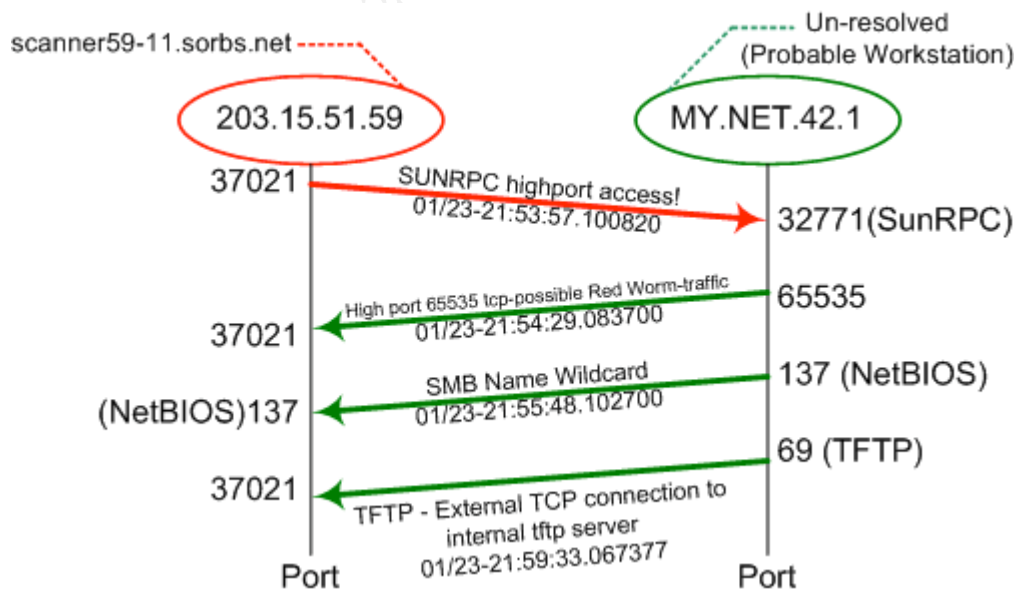 scanner59-11.sorbs.net
Un-resolved
(Probable Workstation)
203.15.51.59
MY.NET.42.1
37021
SUNRPC highport access!
01/23-21:53:57.100820
32771(SunRPC)
High port 65535 tcp-possible Red Worm-traffic
01/23-21:54:29.083700
65535
37021
SMB Name Wildcard
01/23-21:55:48.102700
137 (NetBIOS)
(NetBIOS)137
69 (TFTP)
37021
TFTP - External TCP connection to
internal tftp server
01/23-21:59:33.067377
Port
Port